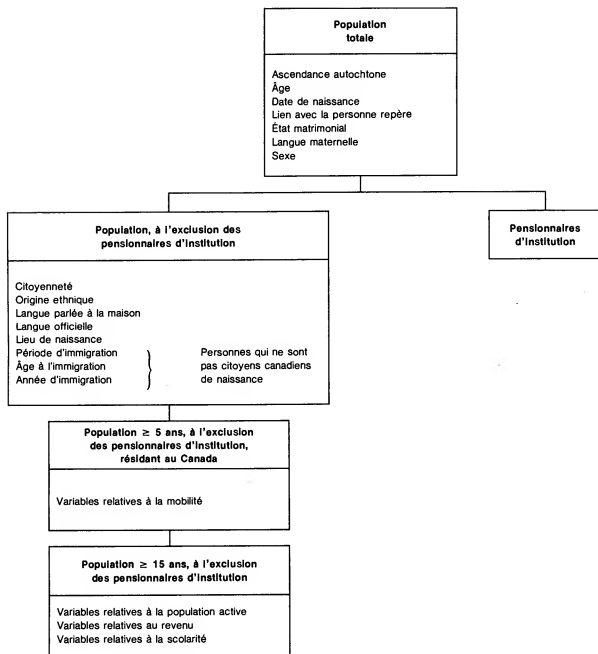 Population
totale
Ascendance autochtone
Âge
Date de naissance
Lien avec la personne repère
État matrimonial
Langue maternelle
Sexe
Population, à l'exclusion des
pensionnaires d'institution
Pensionnaires
d'institution
Citoyenneté
Origine ethnique
Langue parlée à la maison
Langue officielle
Lieu de naissance
Période d'immigration
Âge à l'immigration
Année d'immigration
Personnes qui ne sont
pas citoyens canadiens
de naissance
Population ≥ 5 ans, à l'exclusion
des pensionnaires d'institution,
résidant au Canada
Variables relatives à la mobilité
Population ≥ 15 ans, à l'exclusion
des pensionnaires d'institution
Variables relatives à la population active
Variables relatives au revenu
Variables relatives à la scolarité